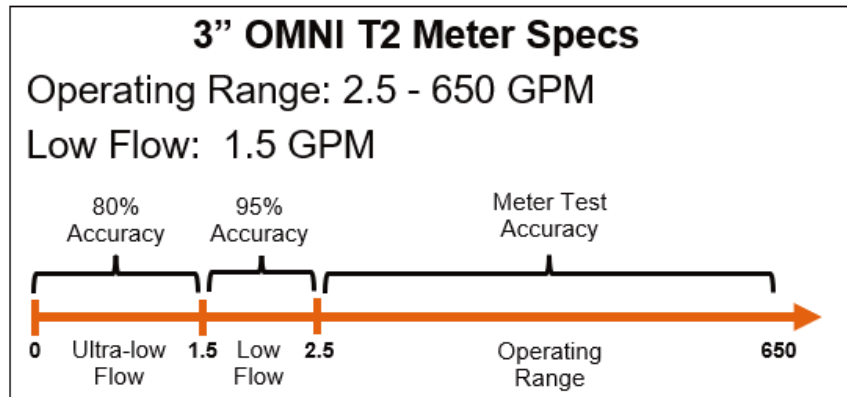 3” OMNI T2 Meter Specs
Operating Range: 2.5 - 650 GPM
Low Flow: 1.5 GPM
80%
Accuracy
95%
Accuracy
Meter Test
Accuracy
0
Ultra-low
Flow
1.5
Low
Flow
2.5
Operating
Range
650